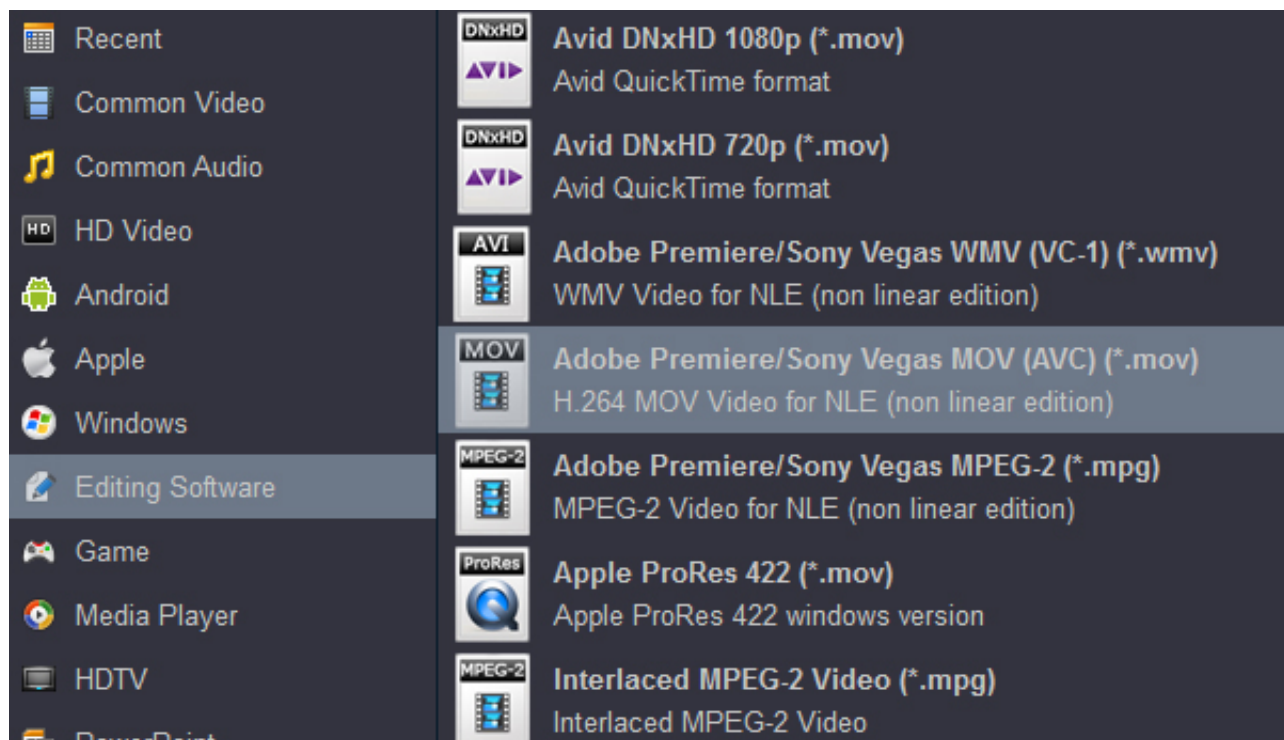 Recent
Common Video
Common Audio
HD
HD Video
Android
Apple
Windows
Editing Software
Game
Media Player
HDTV
PowerPoint
DNxHD
AVID
Avid DNxHD 1080p (*.mov)
Avid QuickTime format
DNxHD
AVID
Avid DNxHD 720p (*.mov)
Avid QuickTime format
AVI
Adobe Premiere/Sony Vegas WMV (VC-1) (*.wmv)
WMV Video for NLE (non linear edition)
MOV
Adobe Premiere/Sony Vegas MOV (AVC) (*.mov)
H.264 MOV Video for NLE (non linear edition)
MPEG-2
Adobe Premiere/Sony Vegas MPEG-2 (*.mpg)
MPEG-2 Video for NLE (non linear edition)
ProRes
Apple ProRes 422 (*.mov)
Apple ProRes 422 windows version
MPEG-2
Interlaced MPEG-2 Video (*.mpg)
Interlaced MPEG-2 Video